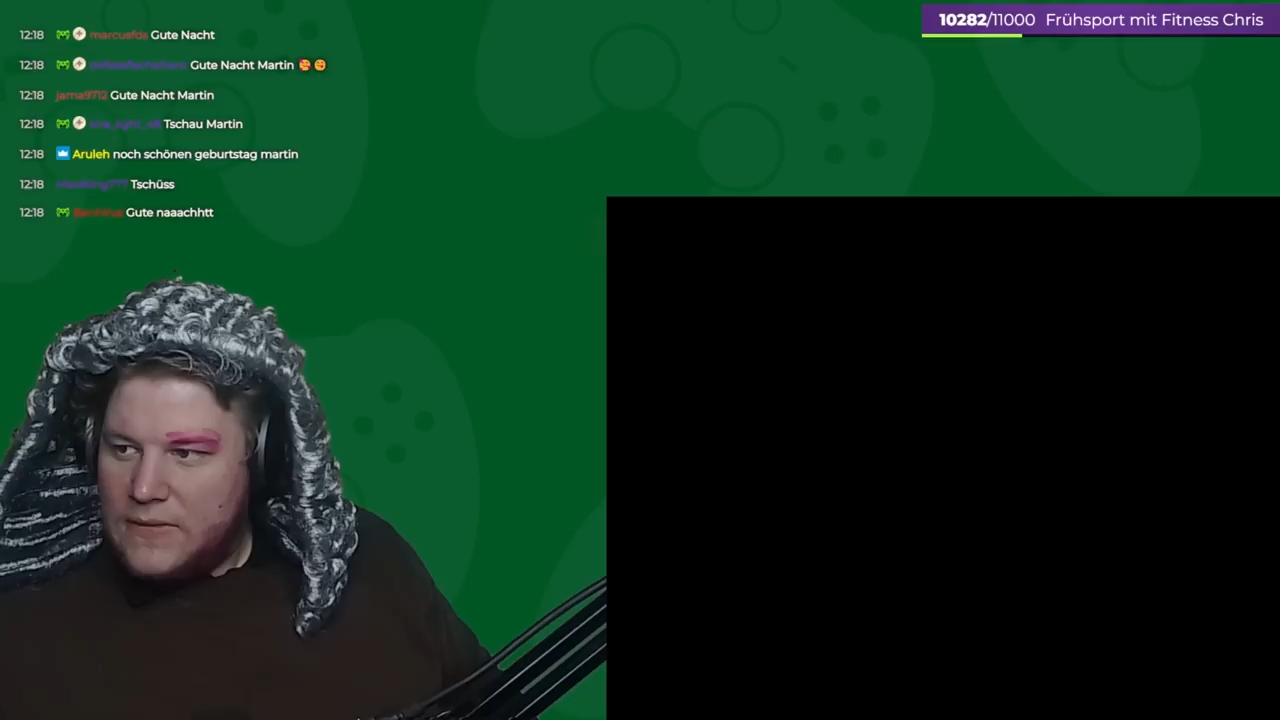 12:18 marcusfds Gute Nacht
12:18 Gute Nacht Martin 🥰 😋
12:18 jama9712 Gute Nacht Martin
12:18 Tschau Martin
12:18 Aruleh noch schönen geburtstag martin
12:18 Tschüss
12:18 Gute naaachhtt
10282/11000 Frühsport mit Fitness Chris